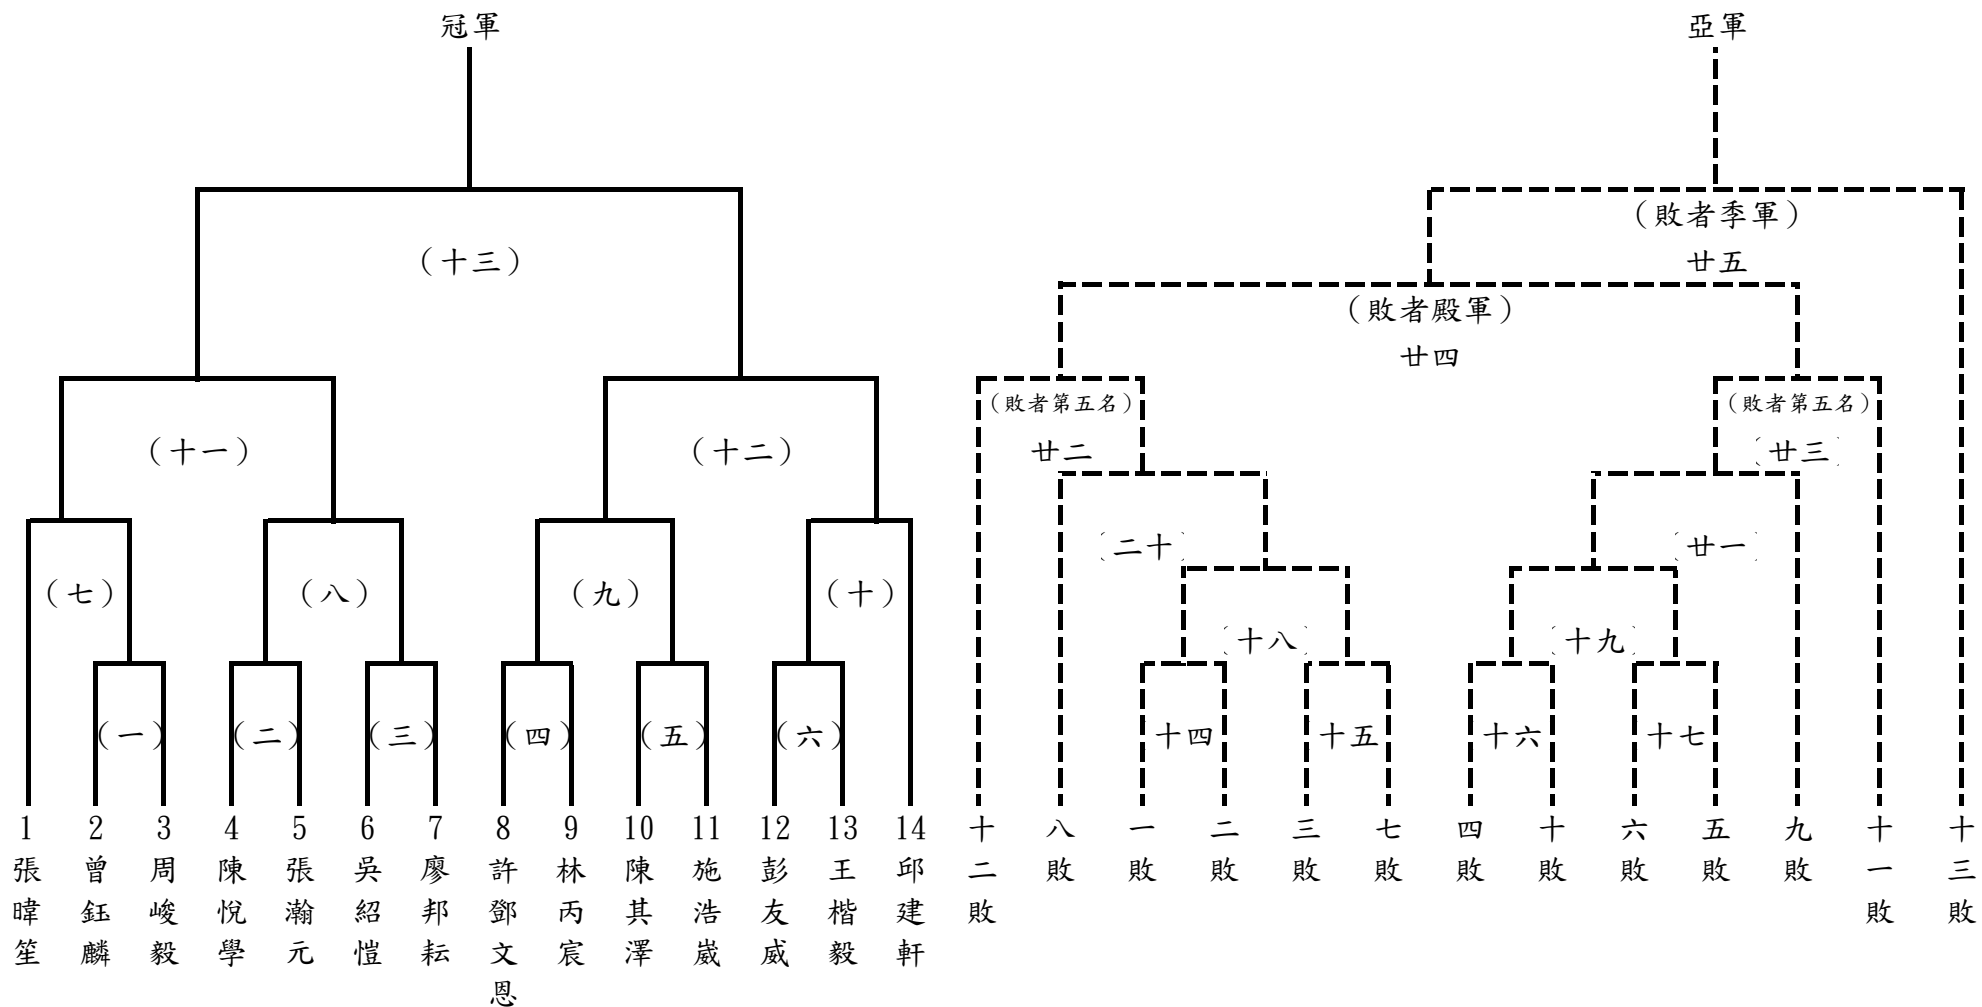 冠軍
亞軍
(敗者季軍)
(十三)
廿五
(敗者殿軍)
廿四
(敗者第五名)
(敗者第五名)
(十一)
(十二)
廿二
廿三
二十
廿一
(七)
(八)
(九)
(十)
十八
十九
(一)
(二)
(三)
(四)
(五)
(六)
十四
十五
十六
十七
1 張暐笙
2 曾鈺麟
3 周峻毅
4 陳悅學
5 張瀚元
6 吳紹愷
7 廖邦耘
8 許鄧文恩
9 林丙宸
10 陳其澤
11 施浩崴
12 彭友威
13 王楷毅
14 邱建軒
十二敗
八敗
一敗
二敗
三敗
七敗
四敗
十敗
六敗
五敗
九敗
十一敗
十三敗